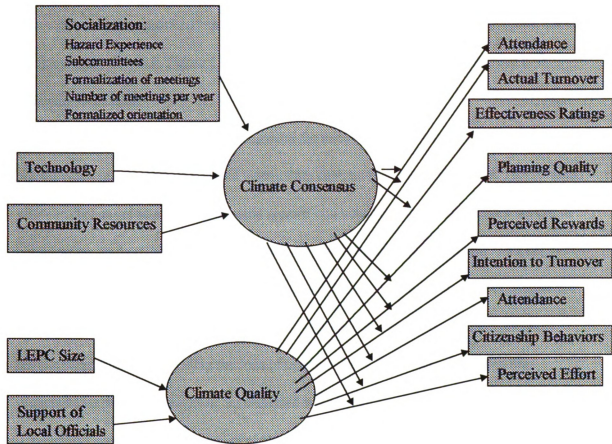 Socialization:
Hazard Experience
Subcommittees
Formalization of meetings
Number of meetings per year
Formalized orientation
Technology
Community Resources
LEPC Size
Support of
Local Officials
Climate Consensus
Climate Quality
Attendance
Actual Turnover
Effectiveness Ratings
Planning Quality
Perceived Rewards
Intention to Turnover
Attendance
Citizenship Behaviors
Perceived Effort